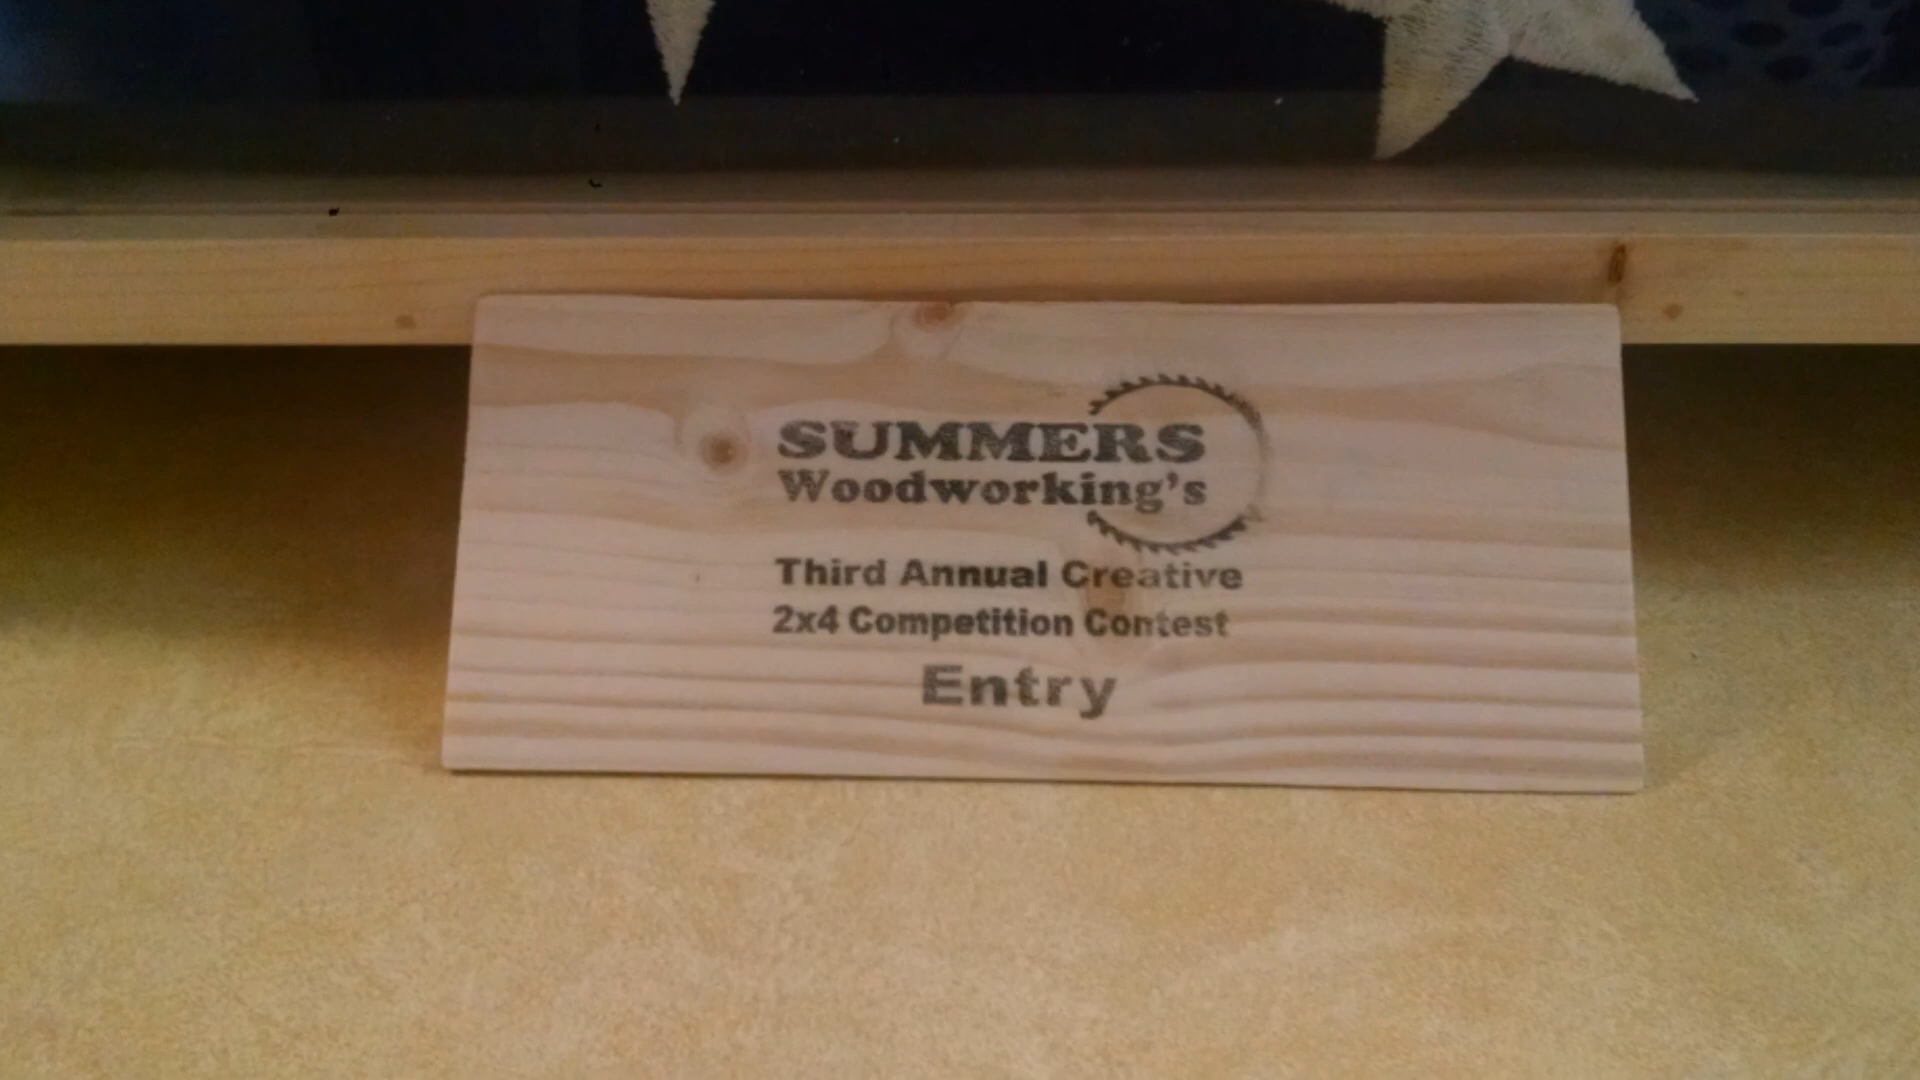 SUMMERS
Woodworking's
Third Annual Creative
2x4 Competition Contest
Entry